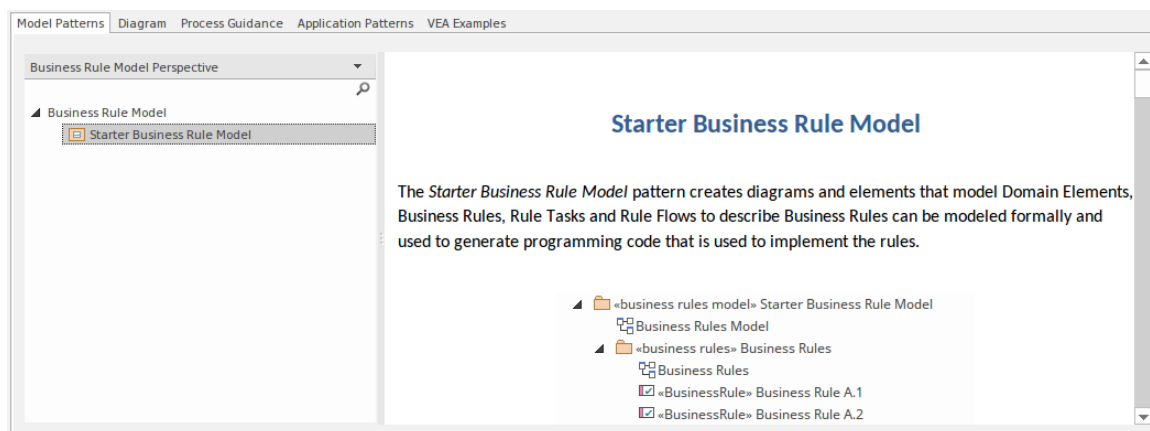 Model Patterns Diagram Process Guidance Application Patterns VEA Examples
Business Rule Model Perspective
Business Rule Model
Starter Business Rule Model
Starter Business Rule Model
The Starter Business Rule Model pattern creates diagrams and elements that model Domain Elements,
Business Rules, Rule Tasks and Rule Flows to describe Business Rules can be modeled formally and
used to generate programming code that is used to implement the rules.
«business rules model» Starter Business Rule Model
Business Rules Model
«business rules» Business Rules
Business Rules
«BusinessRule» Business Rule A.1
«BusinessRule» Business Rule A.2